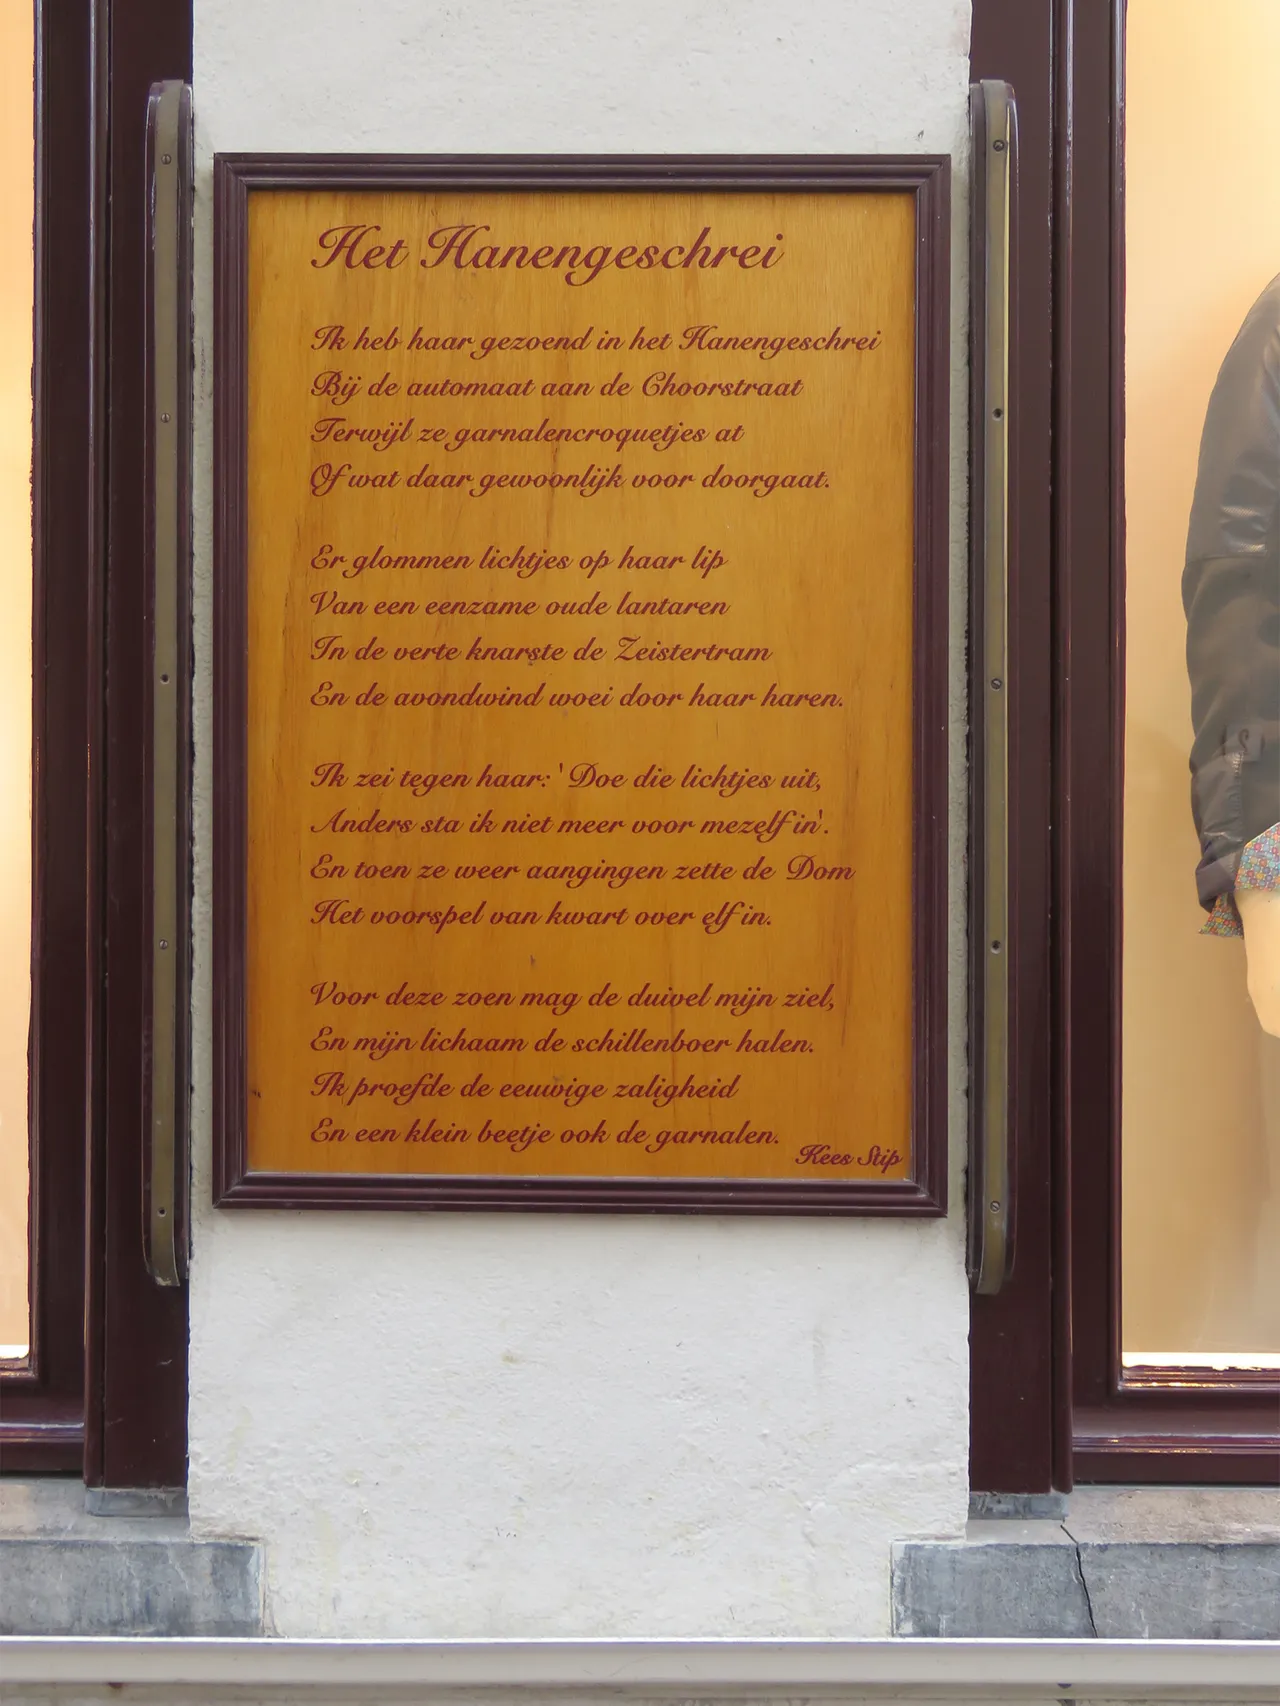 Het Hanengeschrei
Ik heb haar gezoend in het Hanengeschrei
Bij de automaat aan de Choorstraat
Terwijl ze garnalencroquetjes at
Of wat daar gewoonlijk voor doorgaat.
Er glommen lichtjes op haar lip
Van een eenzame oude lantaren
In de verte knarste de Zeistertram
En de avondwind woei door haar haren.
Ik zei tegen haar: 'Doe die lichtjes uit,
Anders sta ik niet meer voor mezelf in'.
En toen ze weer aangingen zette de Dom
Het voorspel van kwart over elf in.
Voor deze zoen mag de duivel mijn ziel,
En mijn lichaam de schillenboer halen.
Ik proefde de eeuwige zaligheid
En een klein beetje ook de garnalen.
Kees Stip